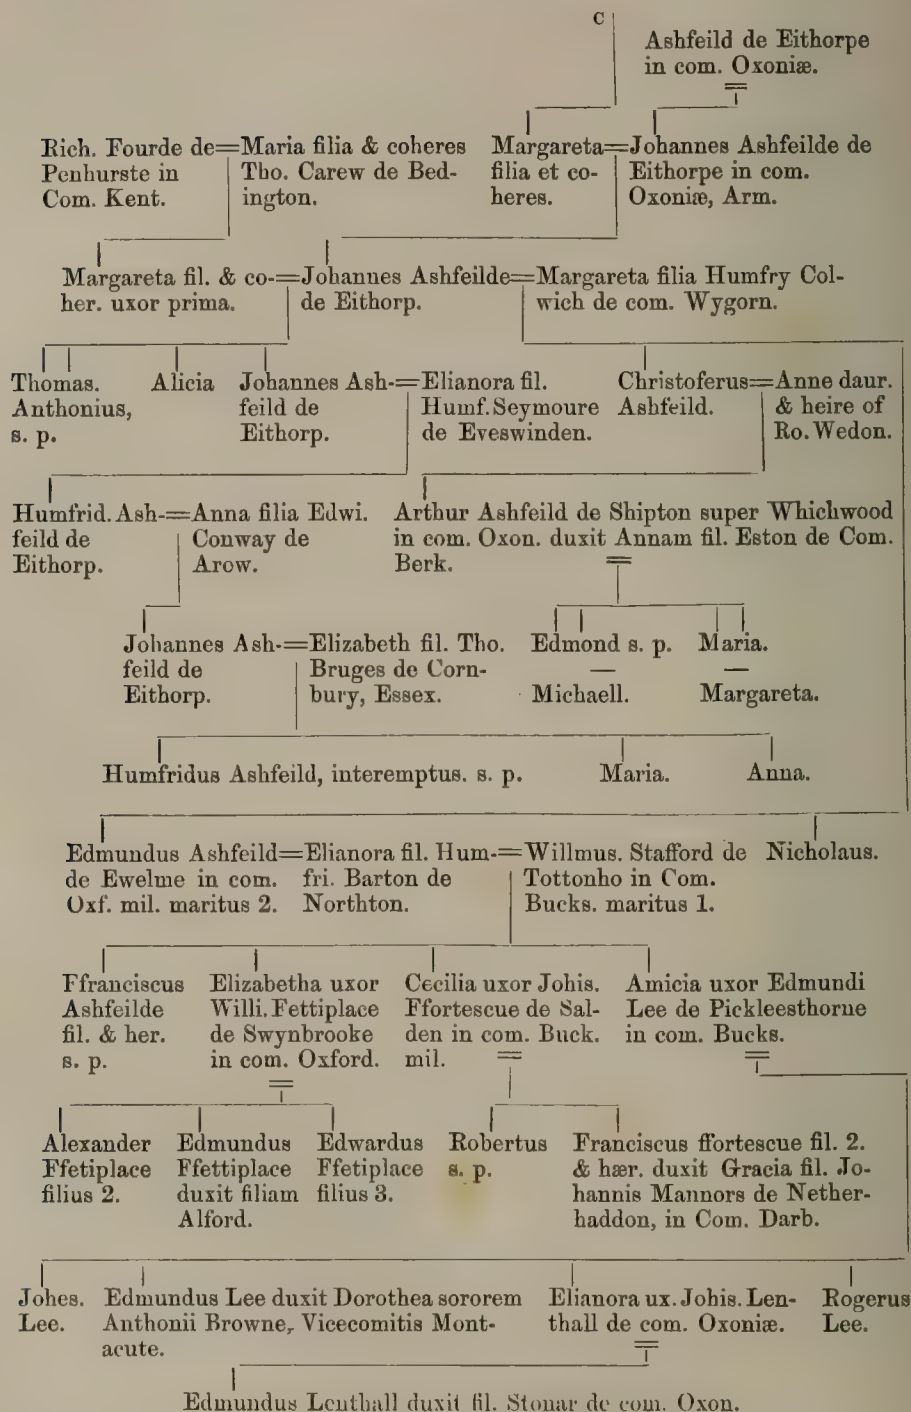 C
Ashfeild de Eithorpe
in com. Oxoniæ.
Rich. Fourde de=Maria filia & coheres
Penhurste in Tho. Carew de Bed-
Com. Kent. ington.
Margareta=Johannes Ashfeilde de
filia et co- Eithorpe in com.
heres. Oxoniæ, Arm.
Margareta fil. & co-=Johannes Ashfeilde=Margareta filia Humfry Col-
her. uxor prima. de Eithorp. wich de com. Wygorn.
Thomas. Alicia Johannes Ash-=Elianora fil. Christoferus=Anne daur.
Anthonius, feild de Humf. Seymoure Ashfeild. & heire of
s. p. Eithorp. de Eveswinden. Ro. Wedon.
Humfrid. Ash-=Anna filia Edwi. Arthur Ashfeild de Shipton super Whichwood
feild de Conway de in com. Oxon. duxit Annam fil. Eston de Com.
Eithorp. Arow. Berk.
Johannes Ash-=Elizabeth fil. Tho. Edmond s. p. Maria.
feild de Bruges de Corn- — —
Eithorp. bury, Essex. Michaell. Margareta.
Humfridus Ashfeild, interemptus. s. p. Maria. Anna.
Edmundus Ashfeild=Elianora fil. Hum-=Willmus. Stafford de Nicholaus.
de Ewelme in com. fri. Barton de Tottonho in Com.
Oxf. mil. maritus 2. Northton. Bucks. maritus 1.
Ffranciscus Elizabetha uxor Cecilia uxor Johis. Amicia uxor Edmundi
Ashfeilde Willi. Fettiplace Ffortescue de Sal- Lee de Pickleesthorne
fil. & her. de Swynbrooke den in com. Buck. in com. Bucks.
s. p. in com. Oxford. mil.
Alexander Edmundus Edwardus Robertus Franciscus ffortescue fil. 2.
Ffetiplace Ffettiplace Ffetiplace s. p. & hær. duxit Gracia fil. Jo-
filius 2. duxit filiam filius 3. hannis Mannors de Nether-
Alford. haddon, in Com. Darb.
Johes. Edmundus Lee duxit Dorothea sororem Elianora ux. Johis. Len- Rogerus
Lee. Anthonii Browne, Vicecomitis Mont- thall de com. Oxoniæ. Lee.
acute.
Edmundus Lenthall duxit fil. Stonar de com. Oxon.